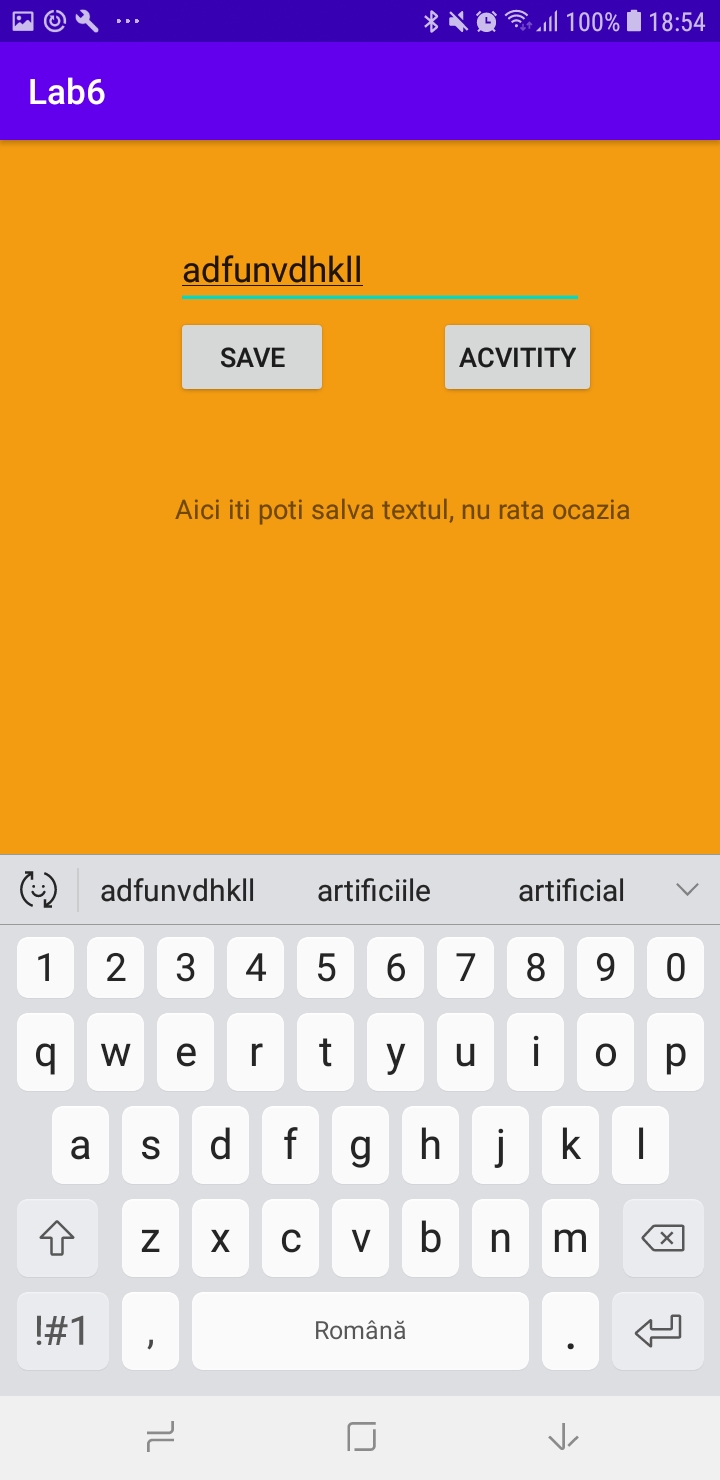 100% 18:54
Lab6
adfunvdhkll
SAVE ACVITITY
Aici iti poti salva textul, nu rata ocazia
adfunvdhkll artificiile artificial
1 2 3 4 5 6 7 8 9 0
q w e r t y u i o p
a s d f g h j k l
z x c v b n m
!#1 , Română .